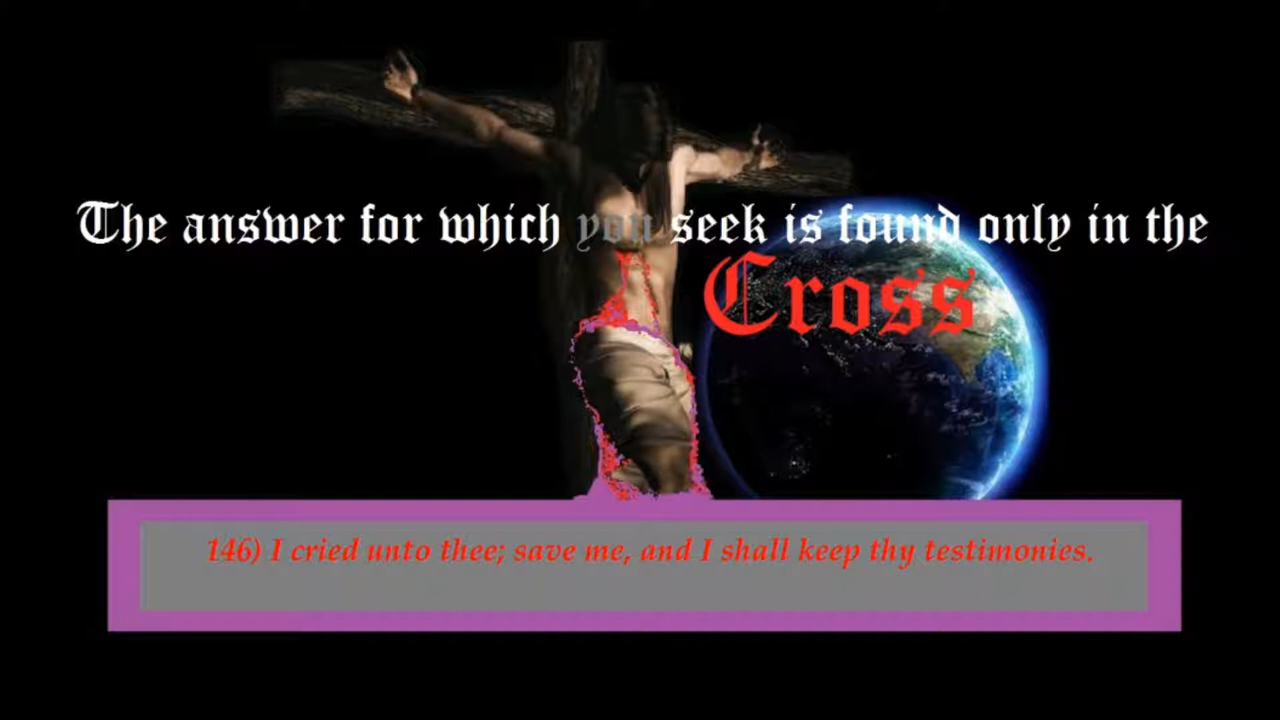 The answer for which you seek is found only in the
Cross
146) I cried unto thee; save me, and I shall keep thy testimonies.